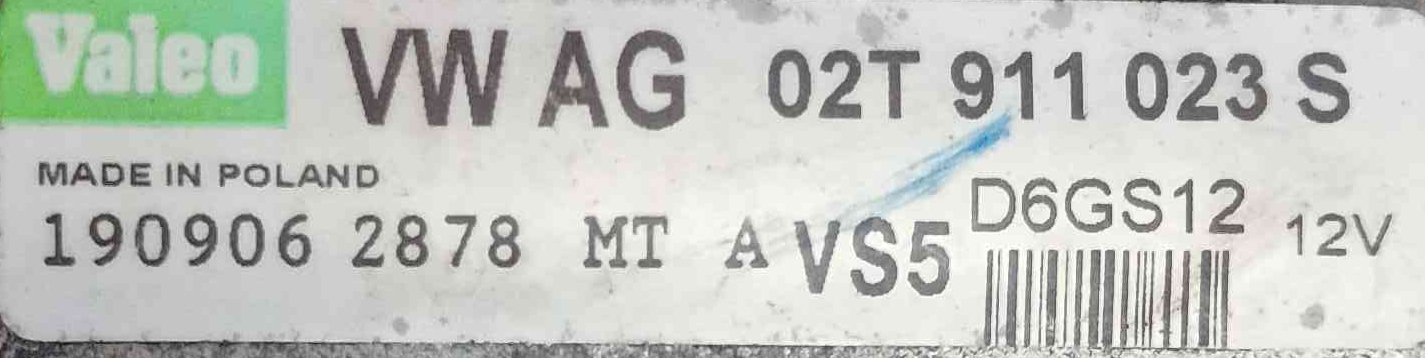 Valeo VW AG 02T 911 023 S
MADE IN POLAND
190906 2878 MT A VS5 D6GS12 12V